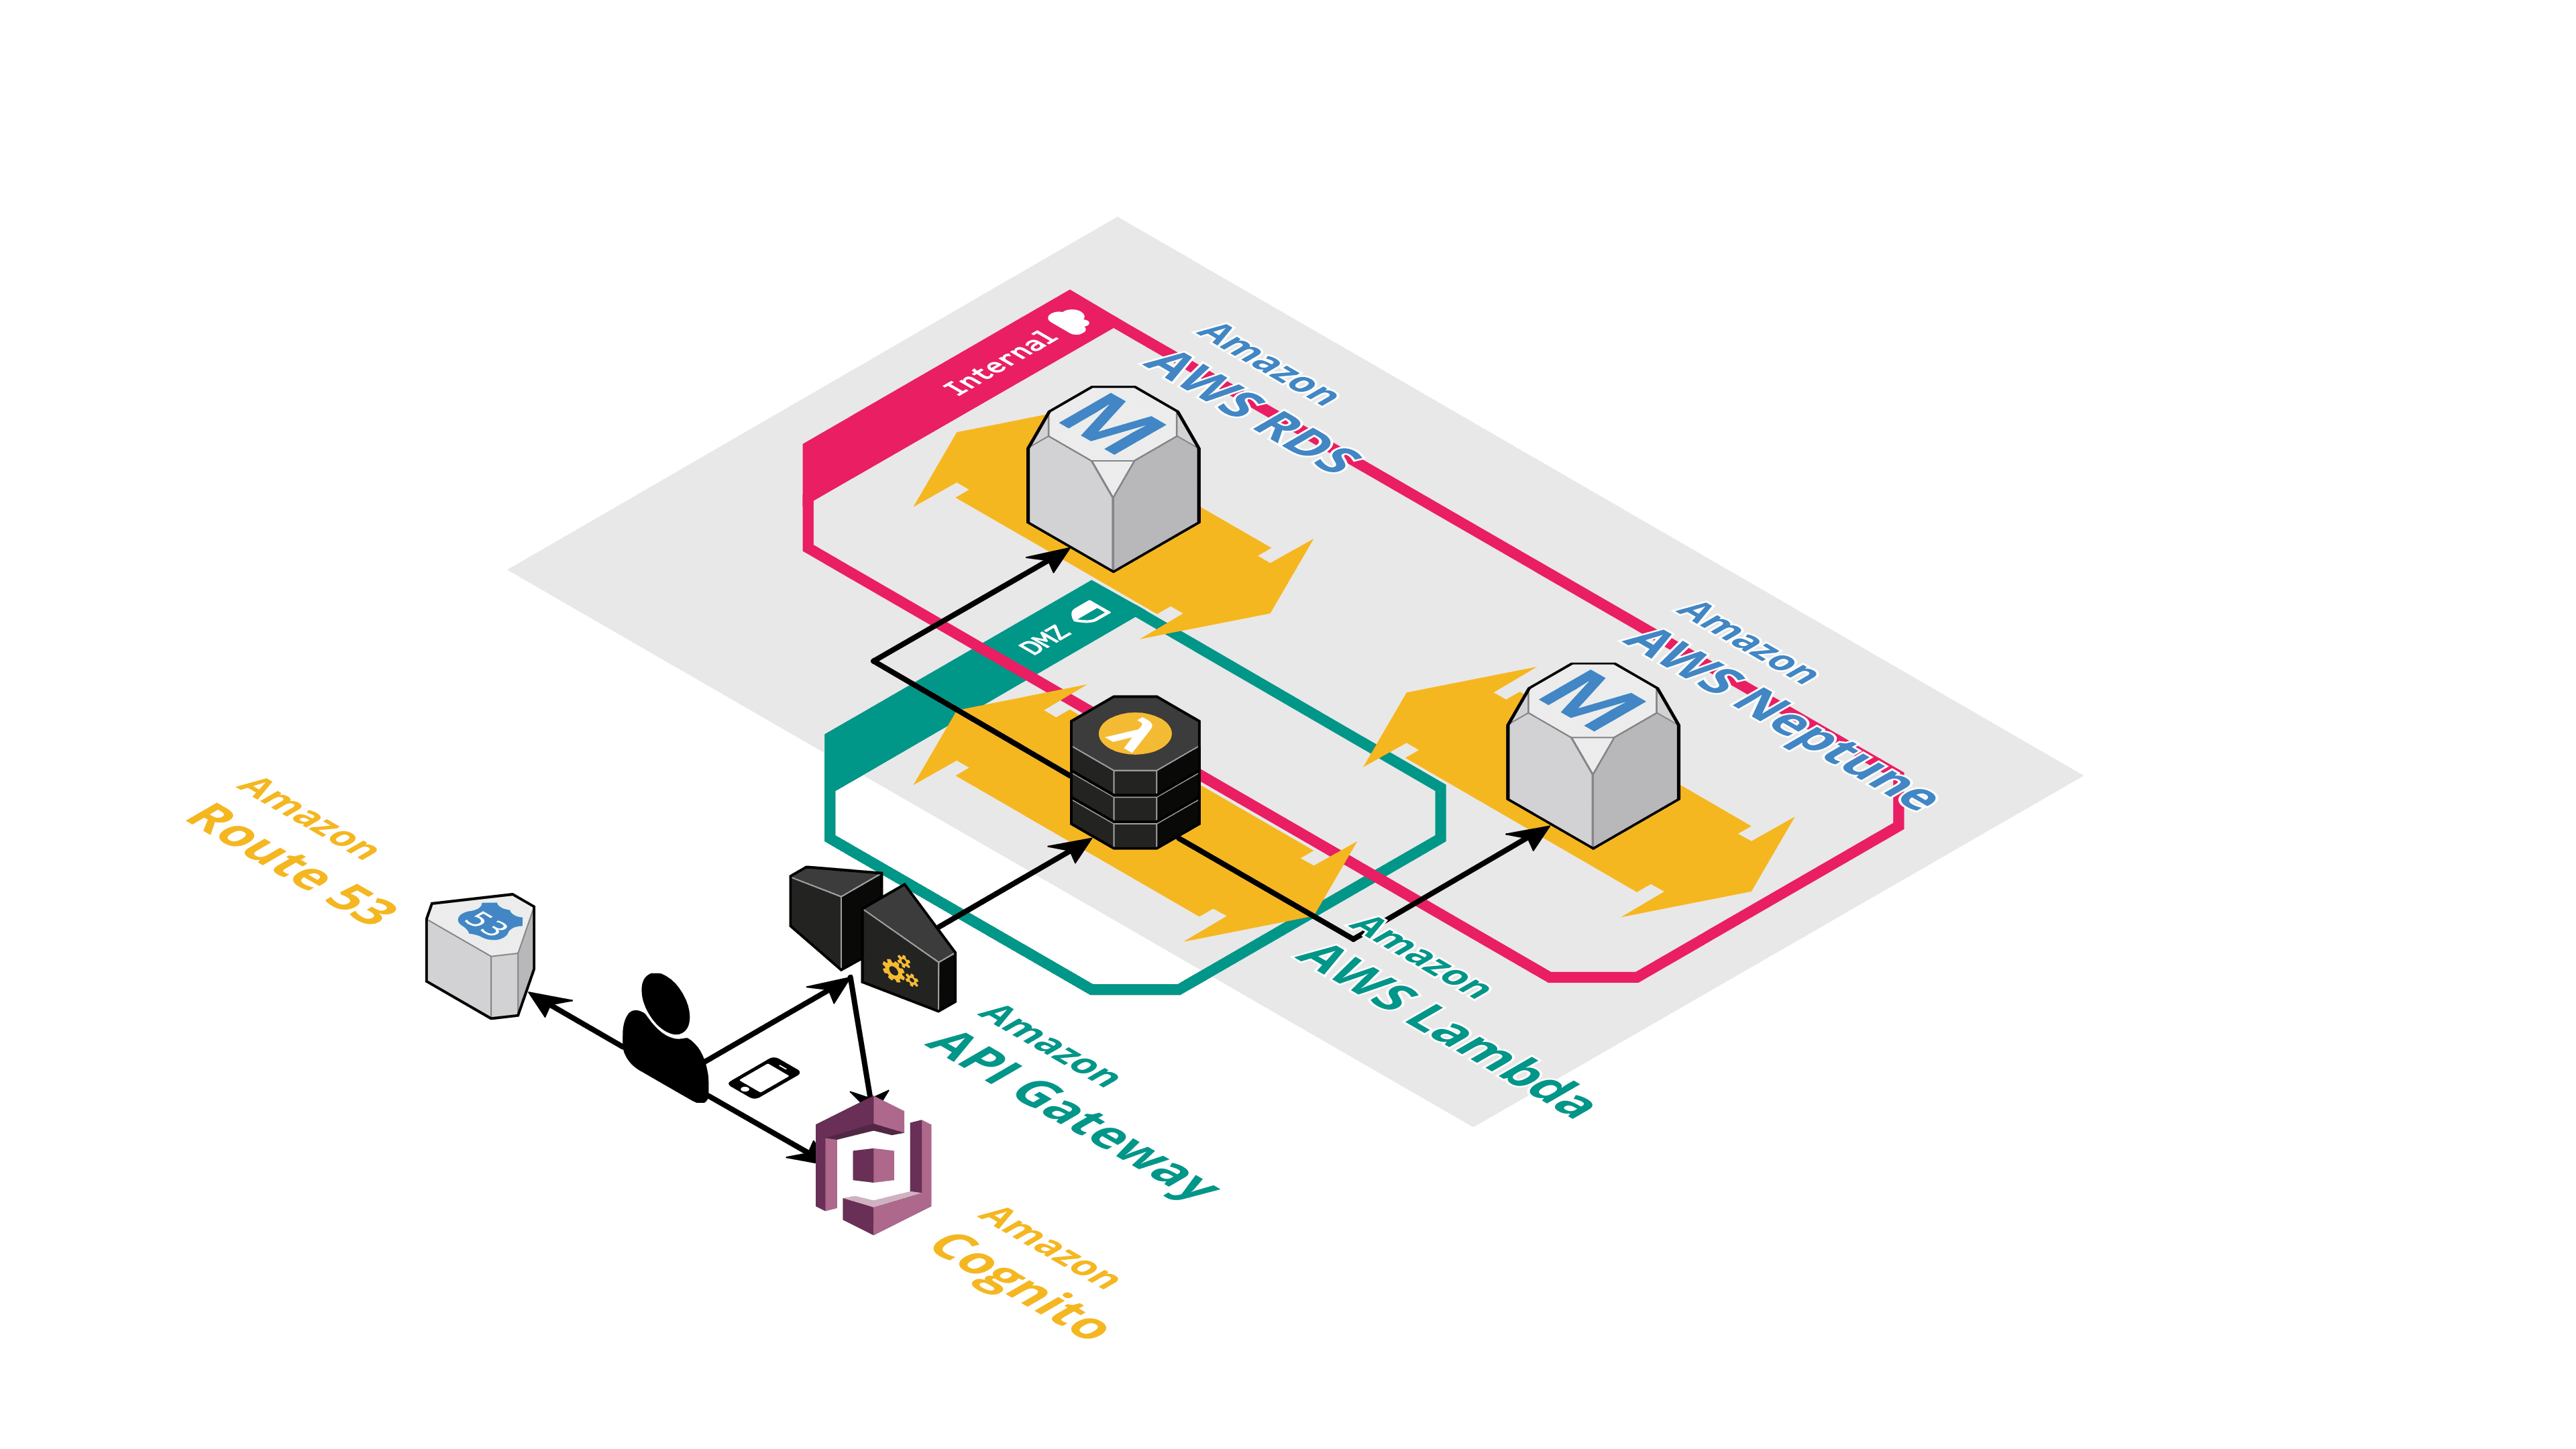 Internal
Amazon
AWS RDS
M
DMZ
Amazon
AWS Neptune
M
λ
Amazon
Route 53
53
Amazon
AWS Lambda
Amazon
API Gateway
Amazon
Cognito